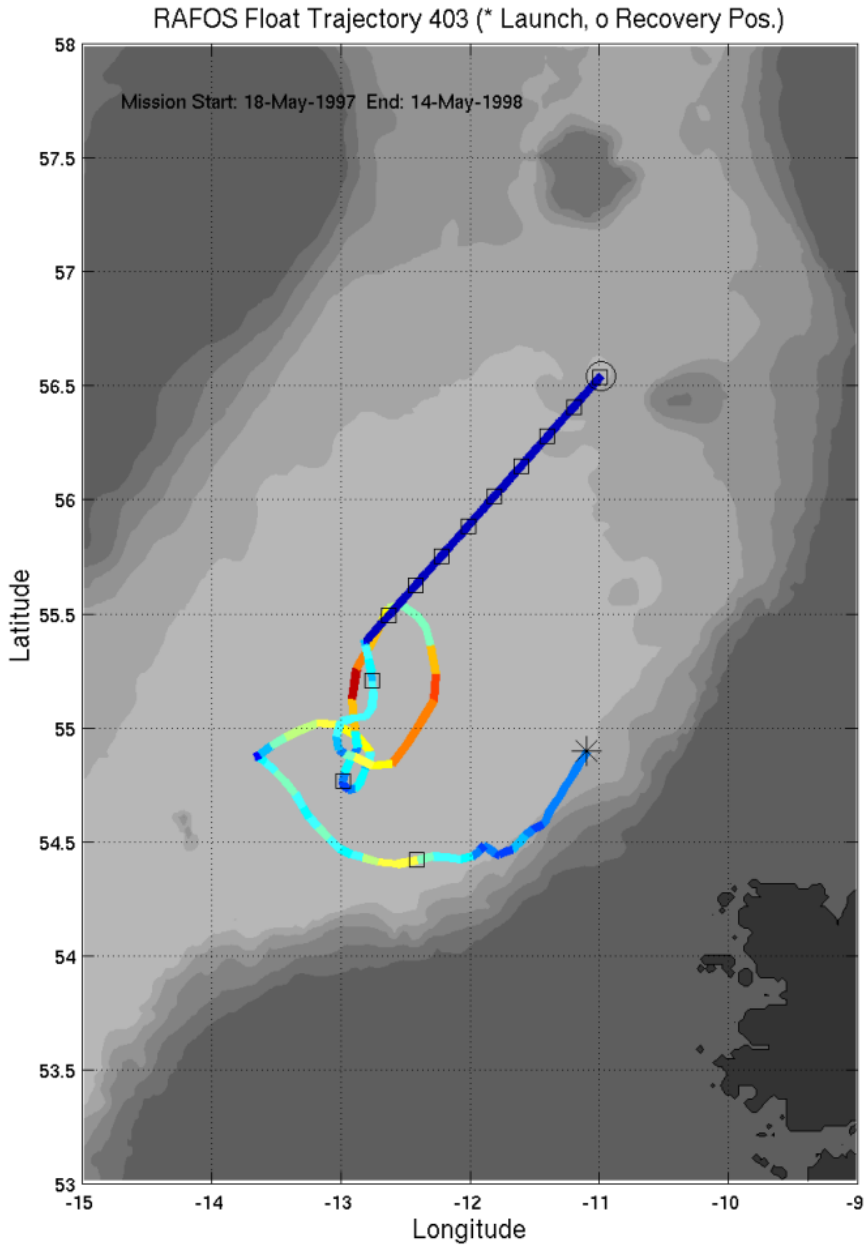 RAFOS Float Trajectory 403 (* Launch, o Recovery Pos.)
Mission Start: 18-May-1997 End: 14-May-1998
58
57.5
57
56.5
56
55.5
55
54.5
54
53.5
53
Latitude
-15 -14 -13 -12 -11 -10 -9
Longitude